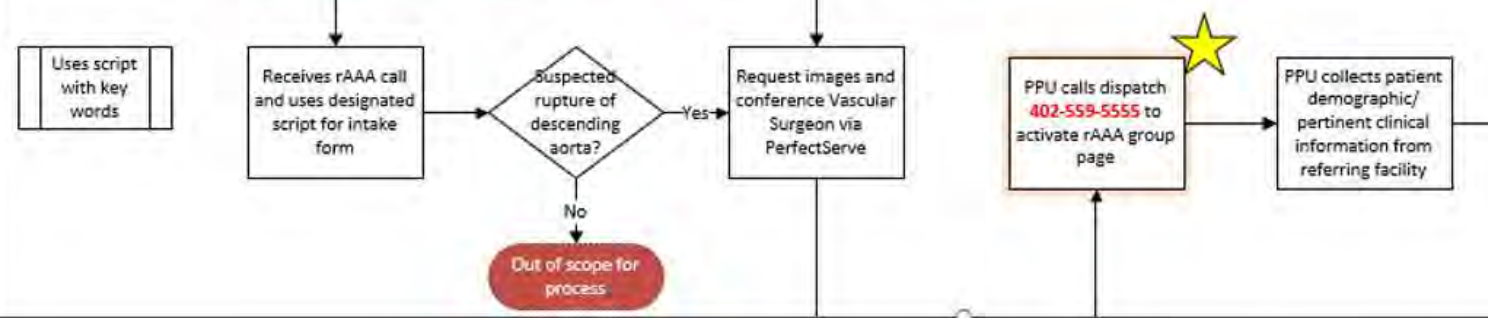 Uses script
with key
words
Receives rAAA call
and uses designated
script for intake
form
Suspected
rupture of
descending
aorta?
Yes
No
Out of scope for
process
Request images and
conference Vascular
Surgeon via
PerfectServe
PPU calls dispatch
402-559-5555 to
activate rAAA group
page
PPU collects patient
demographic/
pertinent clinical
information from
referring facility